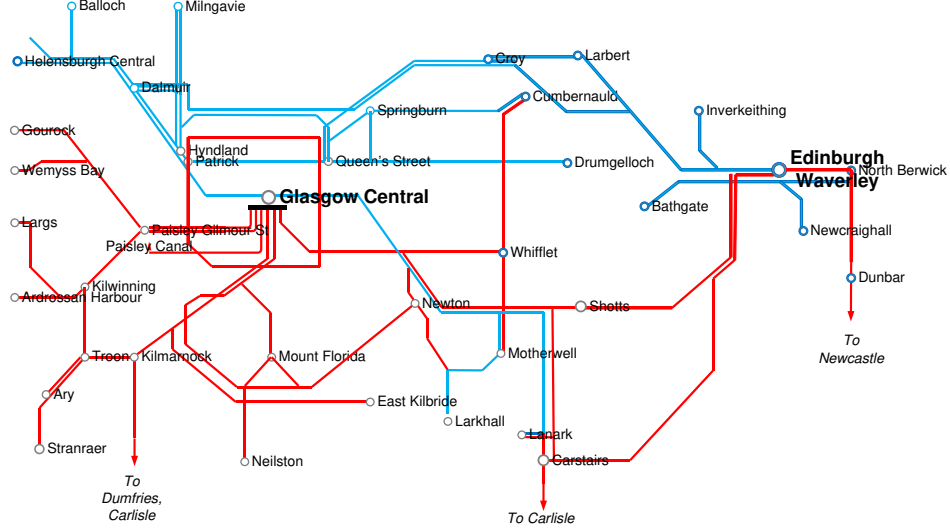 Balloch
Milngavie
Helensburgh Central
Croy
Larbert
Dalmuir
Cumbernauld
Springburn
Inverkeithing
Gourock
Hyndland
Patrick
Queen's Street
Drumgelloch
Edinburgh
Waverley
North Berwick
Wemyss Bay
Glasgow Central
Bathgate
Largs
Paisley Gilmour St
Newcraighall
Paisley Canal
Whifflet
Dunbar
Kilwinning
Ardrossan Harbour
Newton
Shotts
To
Newcastle
Troon
Kilmarnock
Mount Florida
Motherwell
Ary
East Kilbride
Larkhall
Lanark
Stranraer
Neilston
Carstairs
To
Dumfries,
Carlisle
To Carlisle